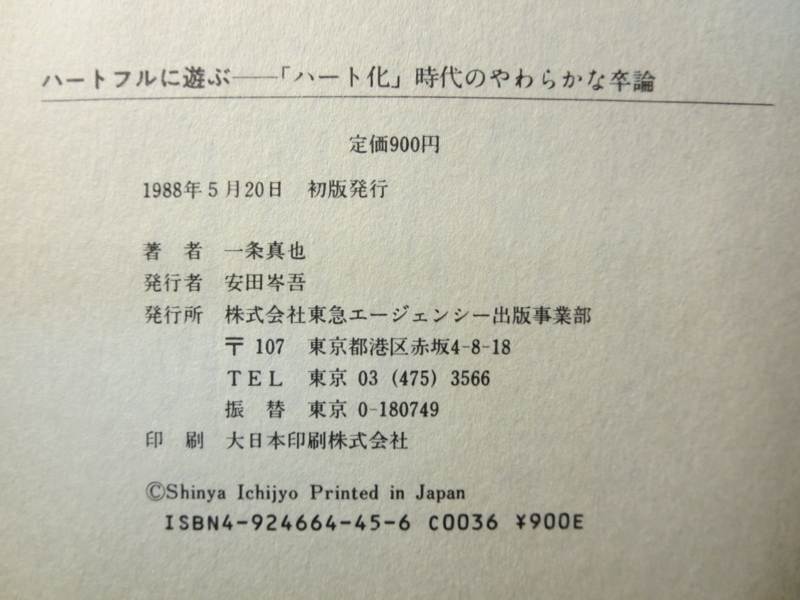 ハートフルに遊ぶ──「ハート化」時代のやわらかな卒論
定価900円
1988年5月20日　初版発行
著　者　一条真也
発行者　安田岑吾
発行所　株式会社東急エージェンシー出版事業部
〒107　東京都港区赤坂4-8-18
ＴＥＬ　東京 03 (475) 3566
振　替　東京 0-180749
印　刷　大日本印刷株式会社
©Shinya Ichijyo Printed in Japan
ISBN4-924664-45-6 C0036 ¥900E